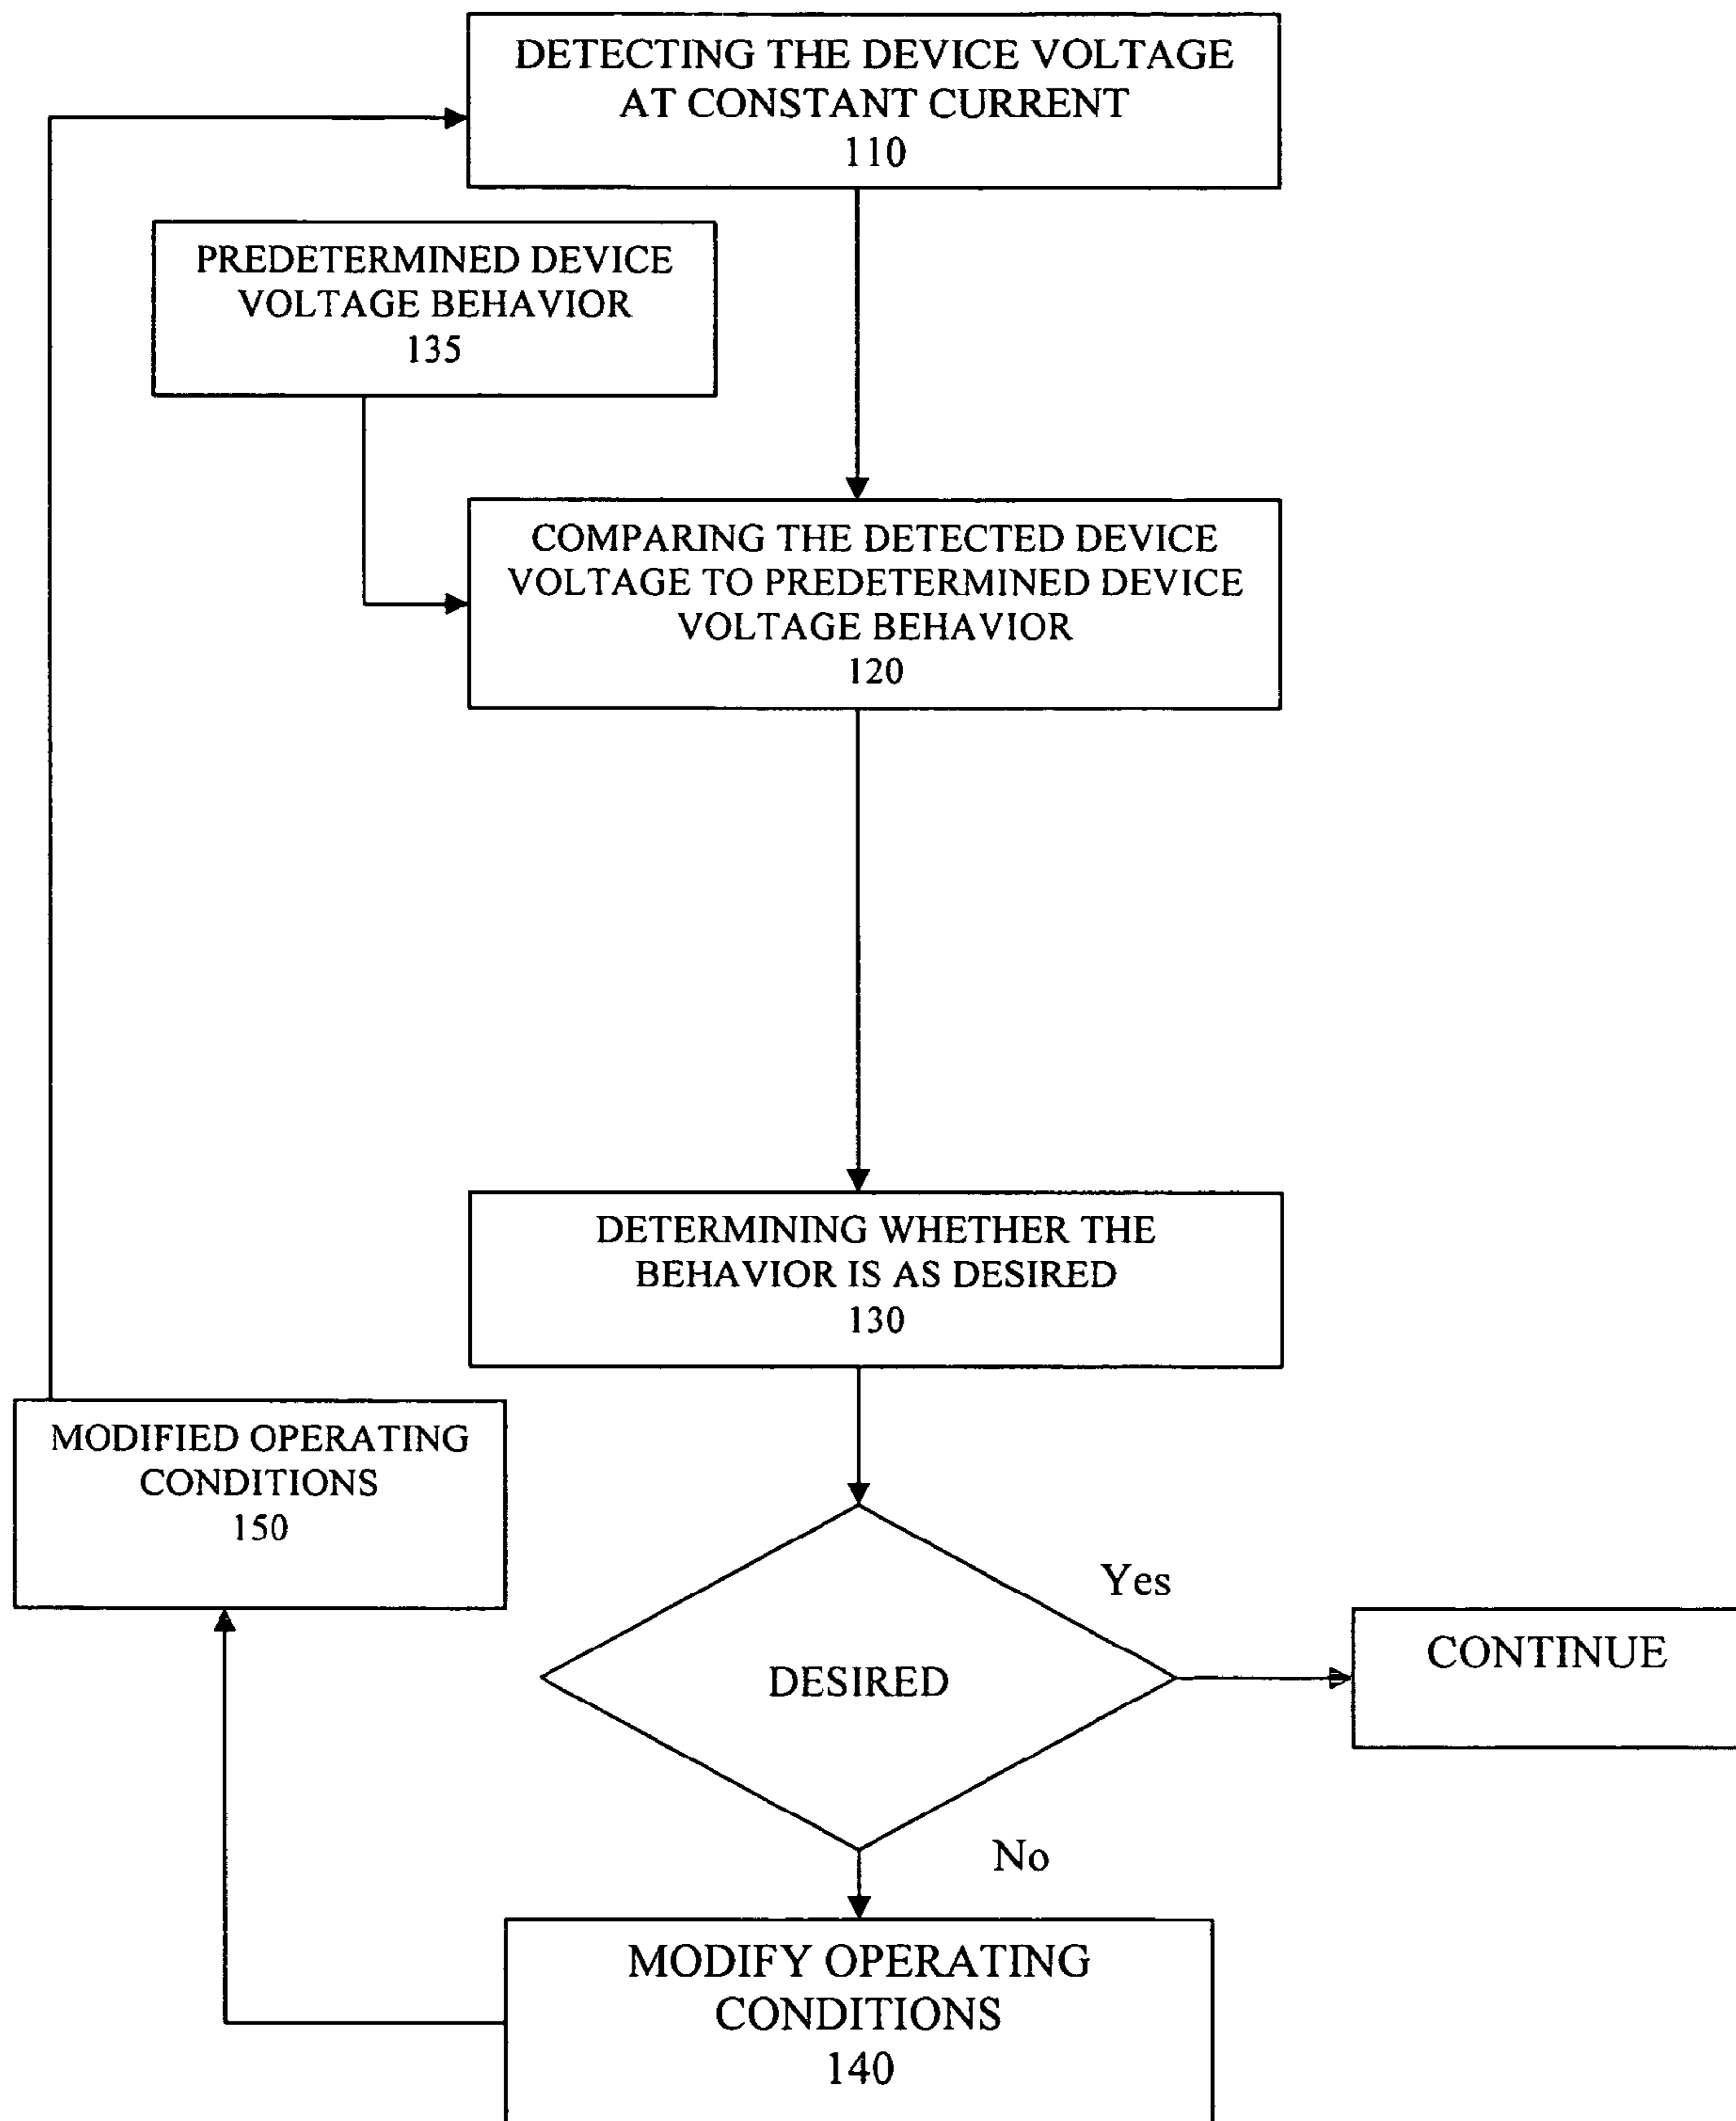 DETECTING THE DEVICE VOLTAGE
AT CONSTANT CURRENT
110
PREDETERMINED DEVICE
VOLTAGE BEHAVIOR
135
COMPARING THE DETECTED DEVICE
VOLTAGE TO PREDETERMINED DEVICE
VOLTAGE BEHAVIOR
120
DETERMINING WHETHER THE
BEHAVIOR IS AS DESIRED
130
MODIFIED OPERATING
CONDITIONS
150
Yes
DESIRED
CONTINUE
No
MODIFY OPERATING
CONDITIONS
140